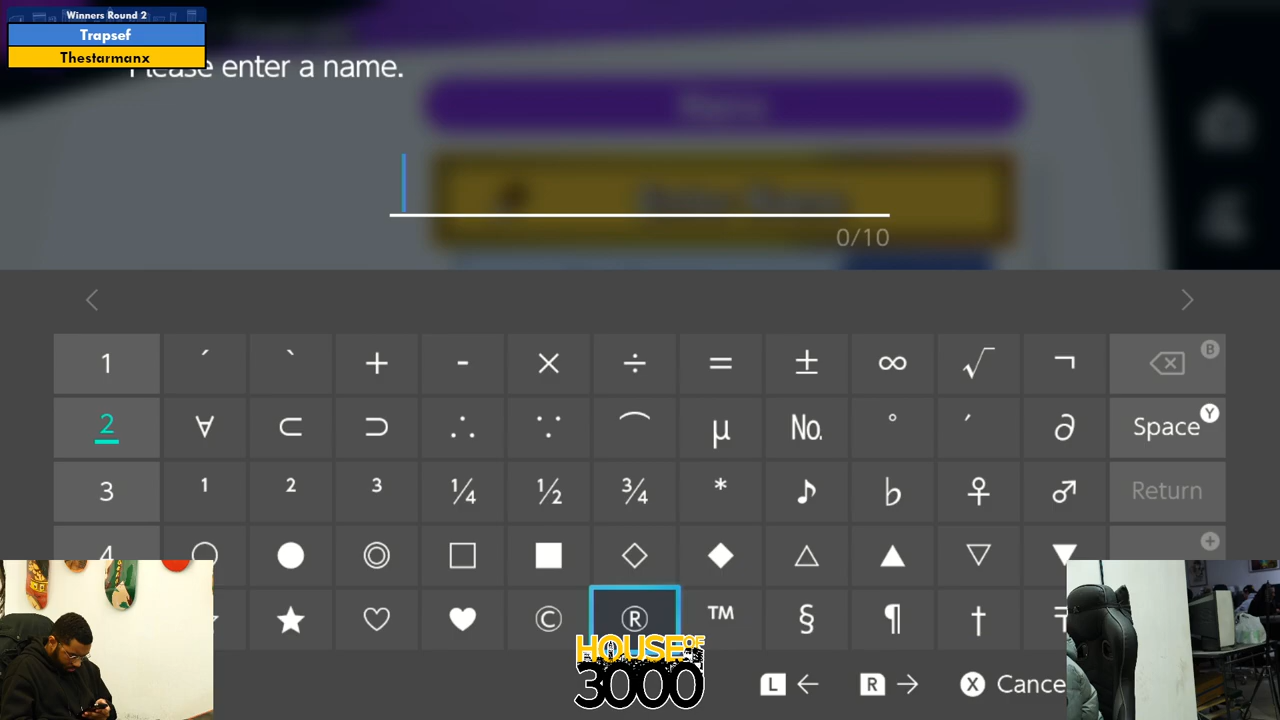 Winners Round 2
Trapsef
Thestarmanx
Please enter a name.
0/10
1 ´ ` + - × ÷ = ± ∞ √ ¬ B
2 ∀ ⊂ ⊃ ∴ ∵ ⌒ µ No. ° ′ ∂ Space Y
3 ¹ ² ³ ¼ ½ ¾ * ♪ ♭ ♀ ♂ Return
4 ○ ● ◎ □ ■ ◇ ◆ △ ▲ ▽ ▼ +
★ ♡ ♥ © ® ™ § ¶ †
HOUSE OF
3000
L ← R → X Cance